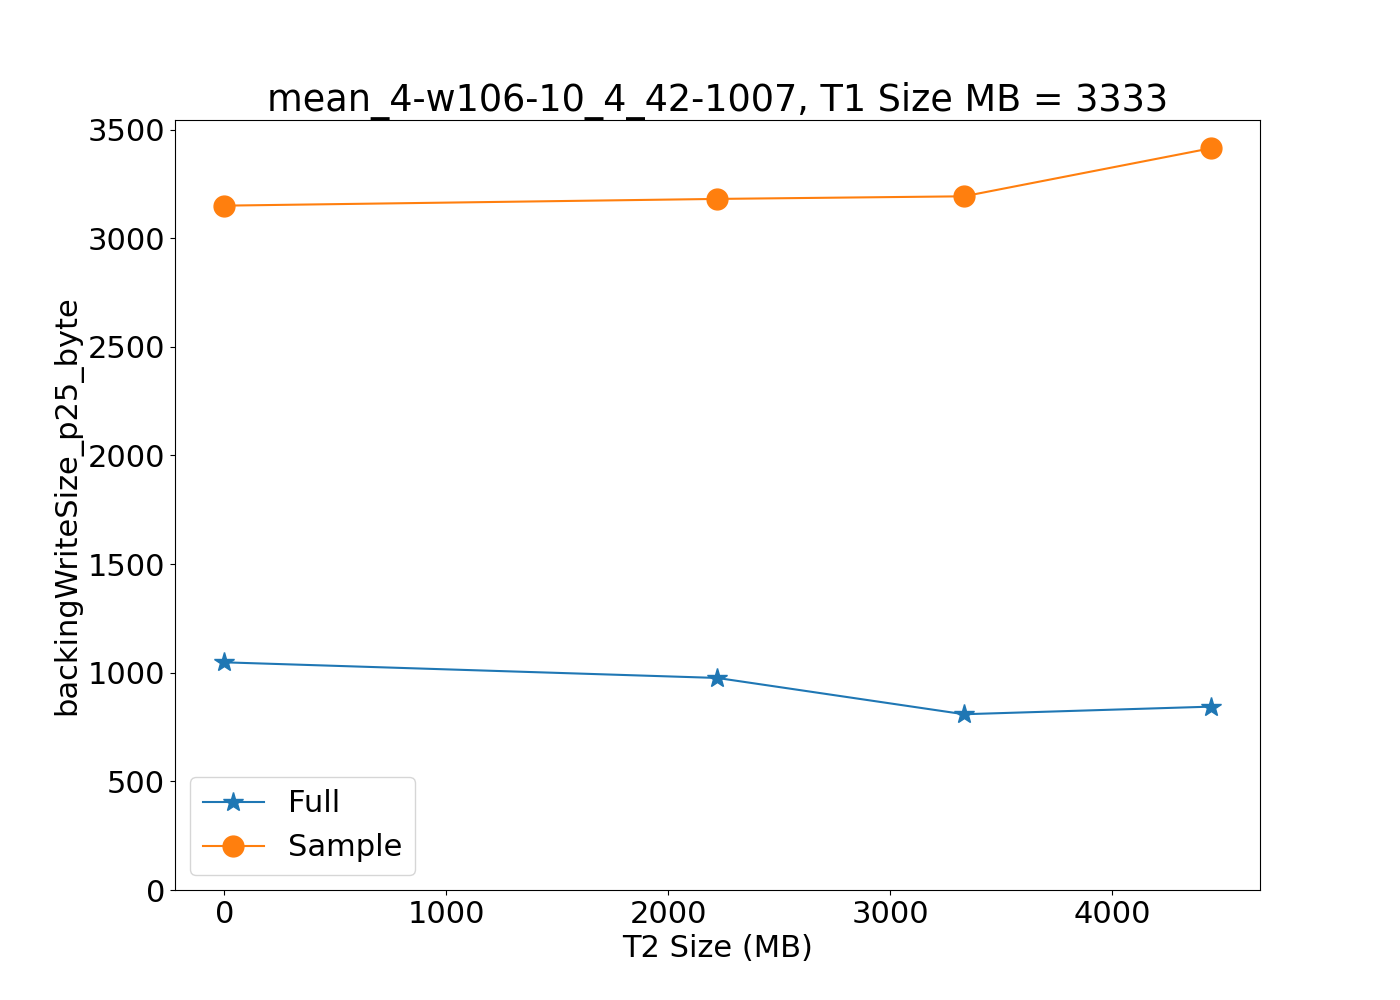 mean_4-w106-10_4_42-1007, T1 Size MB = 3333
3500
3000
2500
2000
1500
1000
500
0
backingWriteSize_p25_byte
Full
Sample
0 1000 2000 3000 4000
T2 Size (MB)